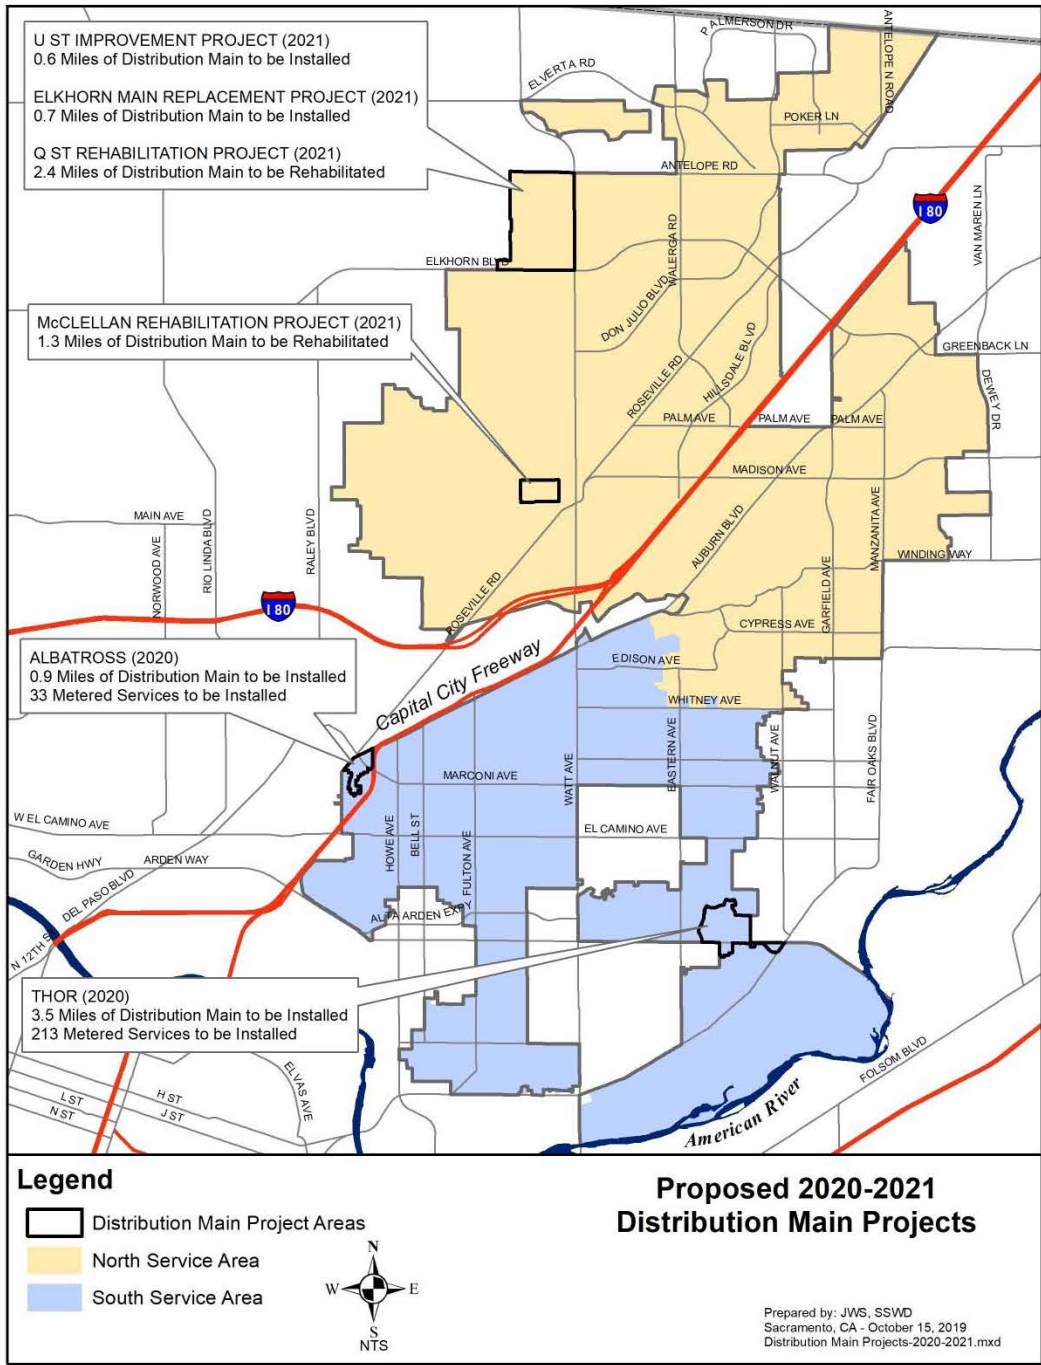 U ST IMPROVEMENT PROJECT (2021)
0.6 Miles of Distribution Main to be Installed
ELKHORN MAIN REPLACEMENT PROJECT (2021)
0.7 Miles of Distribution Main to be Installed
Q ST REHABILITATION PROJECT (2021)
2.4 Miles of Distribution Main to be Rehabilitated
PALMERSON DR
ANTELOPE N ROAD
ELVERTA RD
POKER LN
ANTELOPE RD
I 80
VAN MAREN LN
WALERGA RD
ELKHORN BLVD
DON JULIO BLVD
McCLELLAN REHABILITATION PROJECT (2021)
1.3 Miles of Distribution Main to be Rehabilitated
ROSEVILLE RD
HILLSDALE BLVD
GREENBACK LN
DEWEY DR
PALM AVE
PALM AVE
PALM AVE
MADISON AVE
MAIN AVE
NORWOOD AVE
RIO LINDA BLVD
RALEY BLVD
AUBURN BLVD
MANZANITA AVE
WINDING WAY
GARFIELD AVE
I 80
ROSEVILLE RD
CYPRESS AVE
ALBATROSS (2020)
0.9 Miles of Distribution Main to be Installed
33 Metered Services to be Installed
EDISON AVE
Capital City Freeway
WHITNEY AVE
MARCONI AVE
WATT AVE
EASTERN AVE
WALNUT AVE
FAIR OAKS BLVD
W EL CAMINO AVE
HOWE AVE
BELL ST
FULTON AVE
EL CAMINO AVE
GARDEN HWY
ARDEN WAY
DEL PASO BLVD
ALTA ARDEN EXPY
N 12TH S
THOR (2020)
3.5 Miles of Distribution Main to be Installed
213 Metered Services to be Installed
ELVAS AVE
FOLSOM BLVD
H ST
L ST
J ST
N ST
American River
Legend
Distribution Main Project Areas
North Service Area
South Service Area
N
W
E
S
NTS
Proposed 2020-2021
Distribution Main Projects
Prepared by: JWS, SSWD
Sacramento, CA - October 15, 2019
Distribution Main Projects-2020-2021.mxd